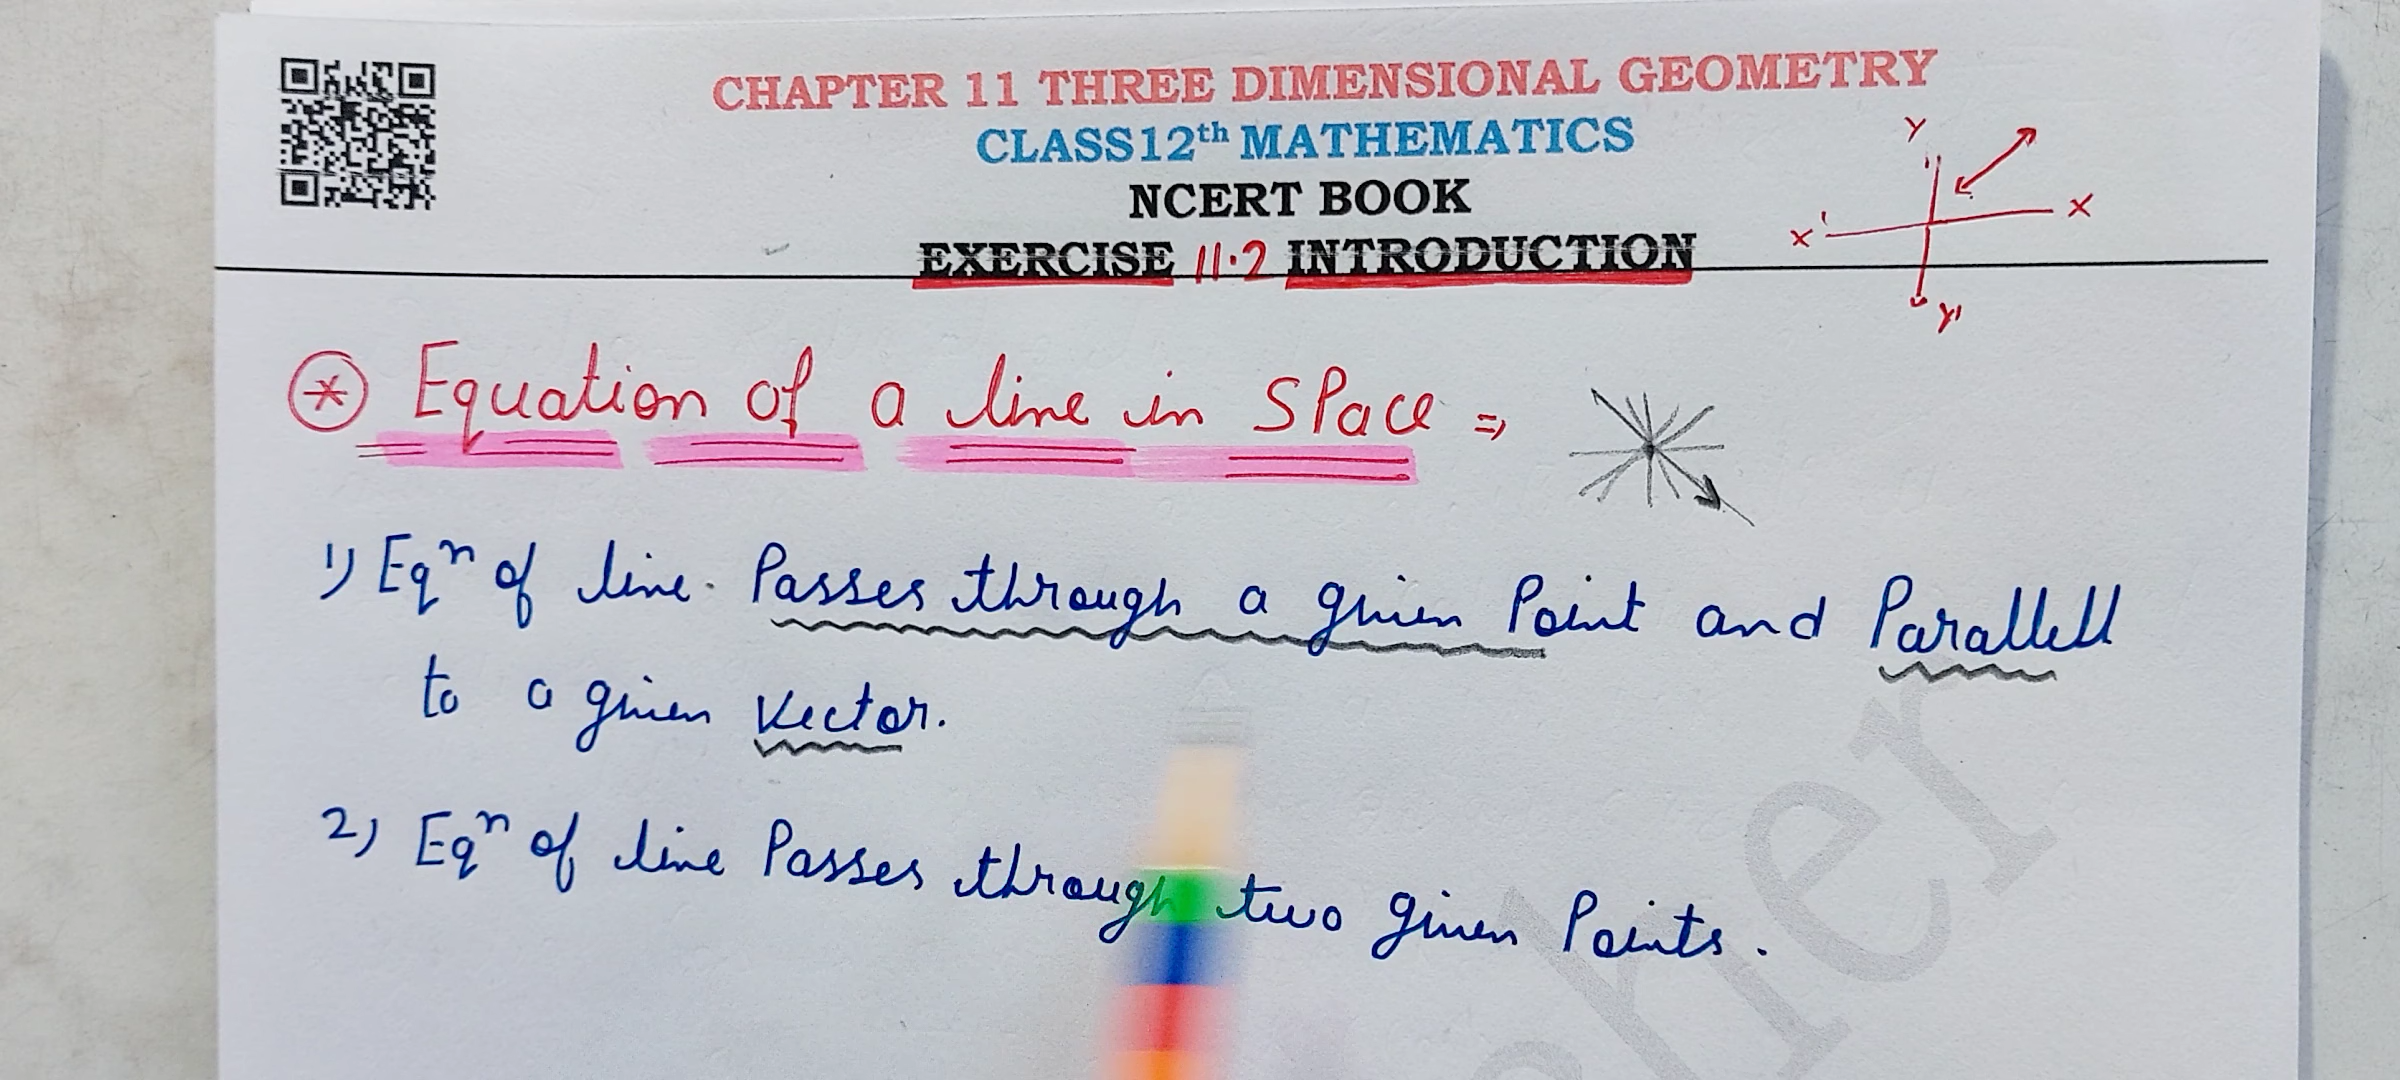 CHAPTER 11 THREE DIMENSIONAL GEOMETRY
CLASS12th MATHEMATICS
NCERT BOOK
EXERCISE 11.2 INTRODUCTION
Y
X' X
Y'
* Equation of a line in Space ⇒
1) Eqⁿ of line. Passes through a given Point and Parallell
to a given Vector.
2) Eqⁿ of line Passes through two given Points.
her